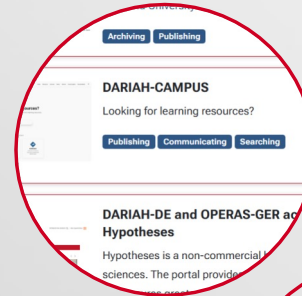 Archiving Publishing
DARIAH-CAMPUS
Looking for learning resources?
Publishing Communicating Searching
DARIAH-DE and OPERAS-GER
Hypotheses
Hypotheses is a non-commercial
sciences. The portal provides